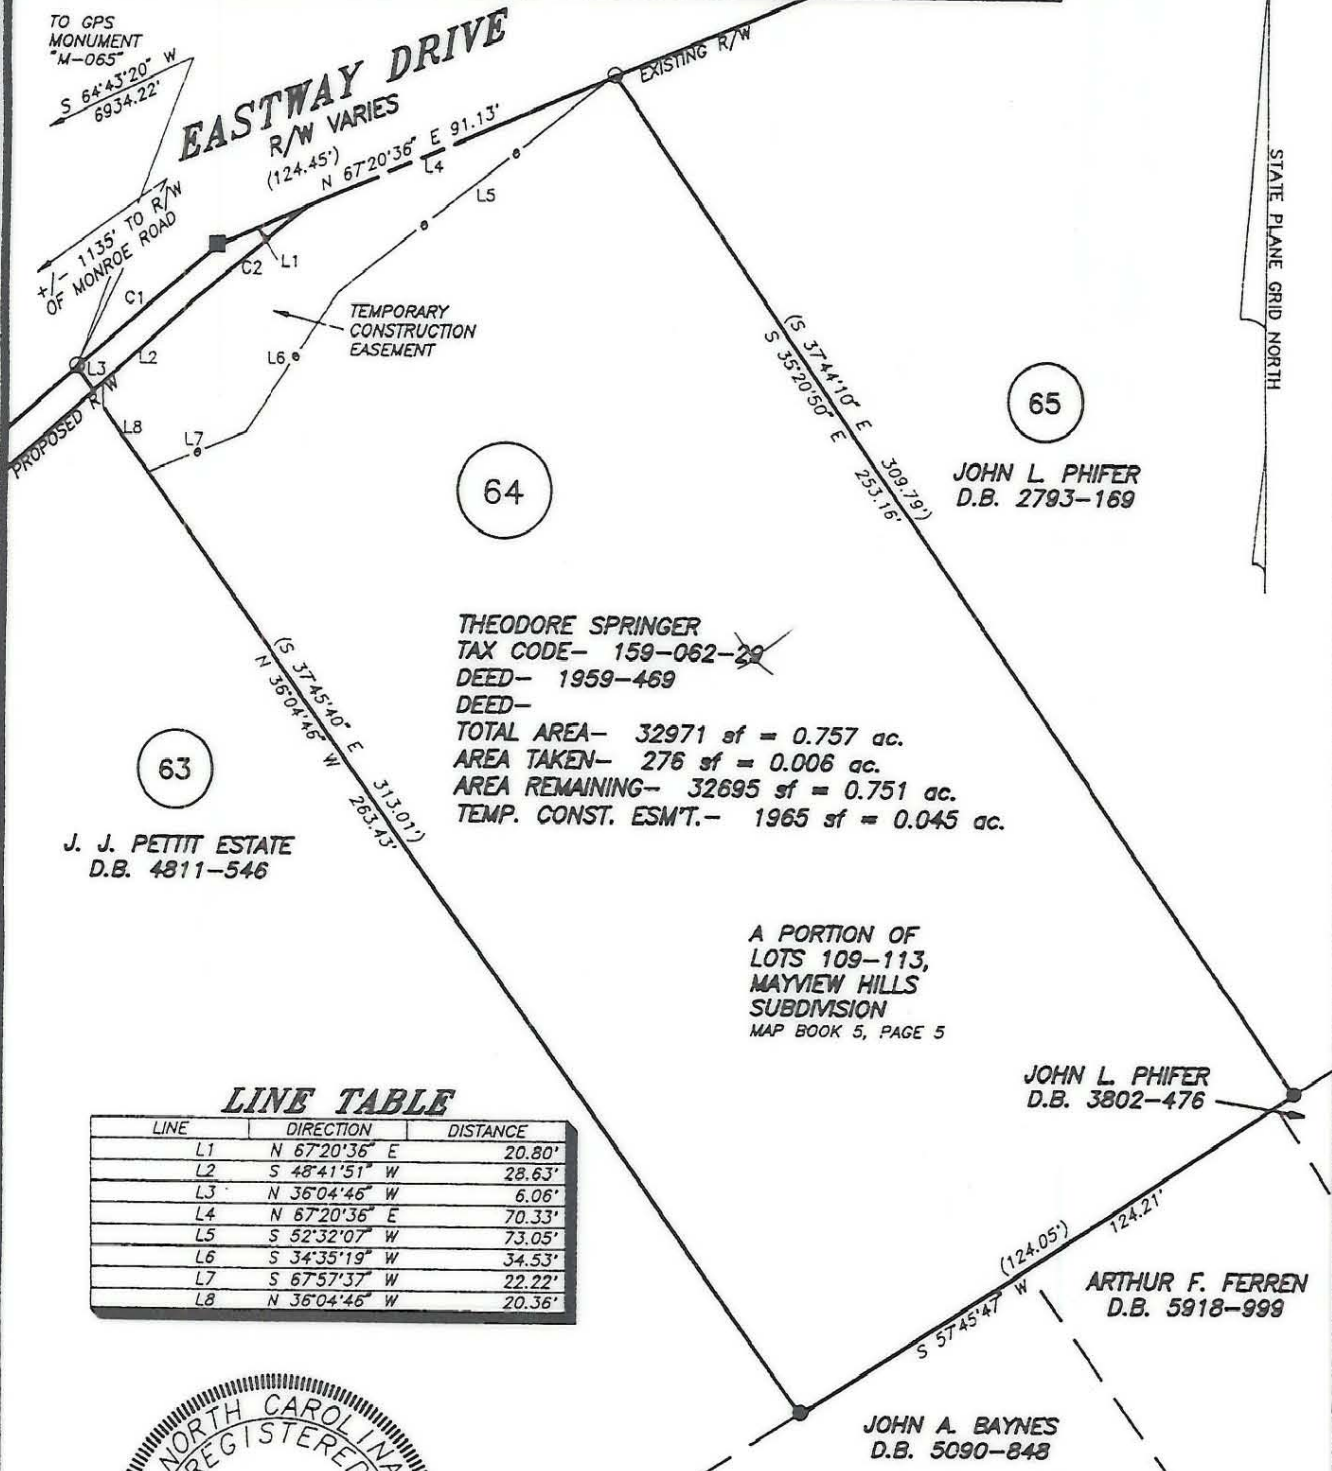 TO GPS
MONUMENT
"M-065"
S 64°43'20" W
6934.22'
EASTWAY DRIVE
R/W VARIES
(124.45')
N 67°20'36" E 91.13'
EXISTING R/W
L4
L5
+/- 1135' TO R/W
OF MONROE ROAD
C1
C2
L1
L2
L3
PROPOSED R/W
L8
L7
L6
TEMPORARY
CONSTRUCTION
EASEMENT
STATE PLANE GRID NORTH
(S 37°44'10" E 309.79')
S 35°20'50" E 253.16'
65
JOHN L. PHIFER
D.B. 2793-169
64
THEODORE SPRINGER
TAX CODE- 159-062-29
DEED- 1959-469
DEED-
TOTAL AREA- 32971 sf = 0.757 ac.
AREA TAKEN- 276 sf = 0.006 ac.
AREA REMAINING- 32695 sf = 0.751 ac.
TEMP. CONST. ESM'T.- 1965 sf = 0.045 ac.
(S 37°45'40" E 313.01')
N 36°04'46" W 263.43'
63
J. J. PETTIT ESTATE
D.B. 4811-546
A PORTION OF
LOTS 109-113,
MAYVIEW HILLS
SUBDIVISION
MAP BOOK 5, PAGE 5
JOHN L. PHIFER
D.B. 3802-476
LINE TABLE
LINE DIRECTION DISTANCE
L1 N 67°20'36" E 20.80'
L2 S 48°41'51" W 28.63'
L3 N 36°04'46" W 6.06'
L4 N 67°20'36" E 70.33'
L5 S 52°32'07" W 73.05'
L6 S 34°35'19" W 34.53'
L7 S 67°57'37" W 22.22'
L8 N 36°04'46" W 20.36'
(124.05')
S 57°45'47" W 124.21'
ARTHUR F. FERREN
D.B. 5918-999
JOHN A. BAYNES
D.B. 5090-848
NORTH CAROLINA
REGISTERED